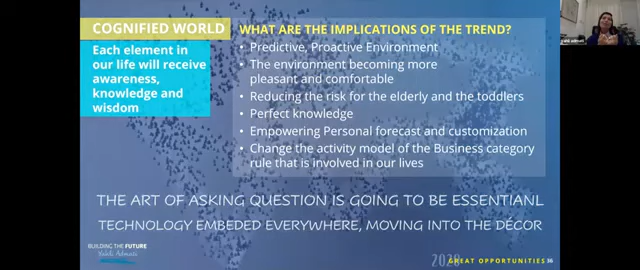 COGNIFIED WORLD
Each element in
our life will receive
awareness,
knowledge and
wisdom
WHAT ARE THE IMPLICATIONS OF THE TREND?
• Predictive, Proactive Environment
• The environment becoming more
pleasant and comfortable
• Reducing the risk for the elderly and the toddlers
• Perfect knowledge
• Empowering Personal forecast and customization
• Change the activity model of the Business category
rule that is involved in our lives
THE ART OF ASKING QUESTION IS GOING TO BE ESSENTIANL
TECHNOLOGY EMBEDED EVERYWHERE, MOVING INTO THE DÉCOR
BUILDING THE FUTURE
Yaleli Admati
GREAT OPPORTUNITIES 36